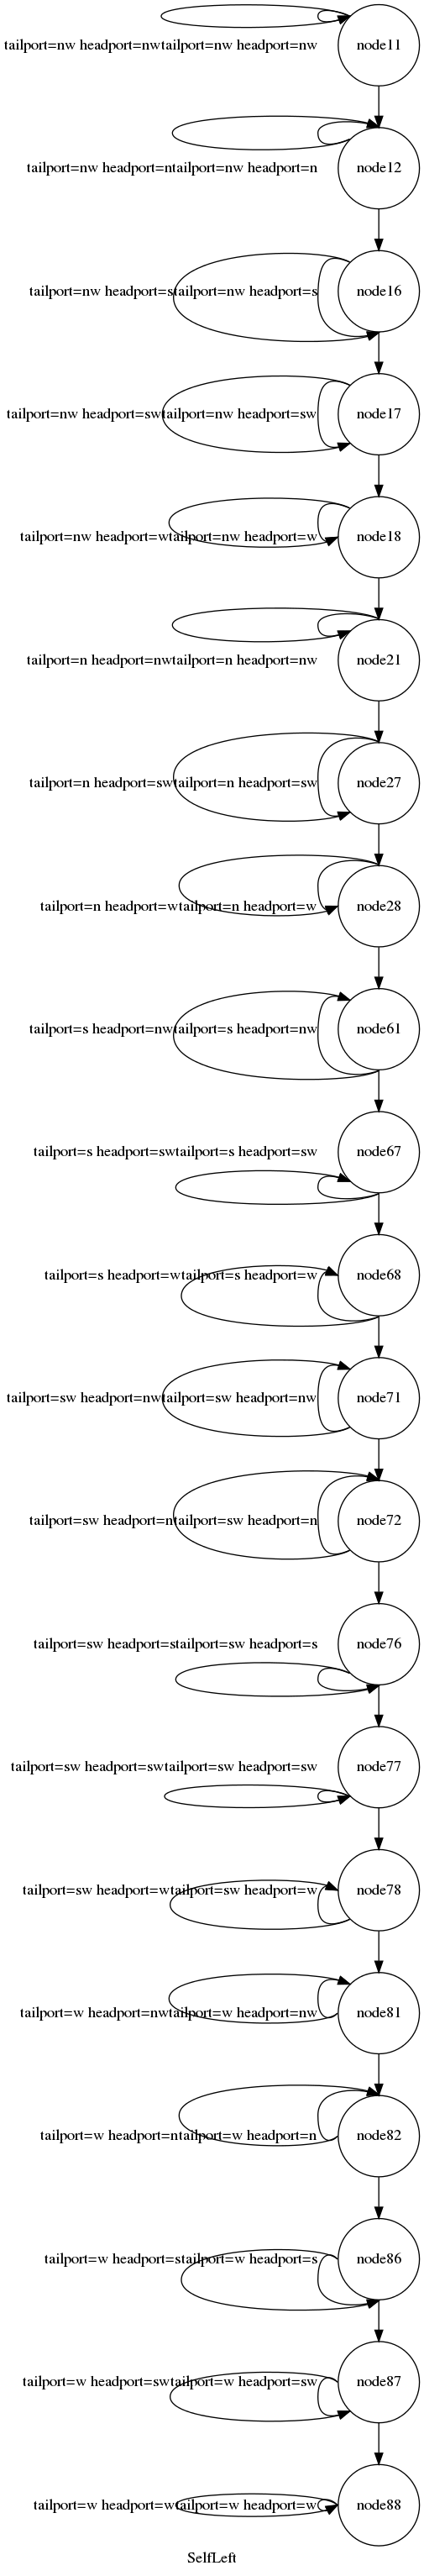 tailport=nw headport=nwtailport=nw headport=nw node11
tailport=nw headport=ntailport=nw headport=n node12
tailport=nw headport=stailport=nw headport=s node16
tailport=nw headport=swtailport=nw headport=sw node17
tailport=nw headport=wtailport=nw headport=w node18
tailport=n headport=nwtailport=n headport=nw node21
tailport=n headport=swtailport=n headport=sw node27
tailport=n headport=wtailport=n headport=w node28
tailport=s headport=nwtailport=s headport=nw node61
tailport=s headport=swtailport=s headport=sw node67
tailport=s headport=wtailport=s headport=w node68
tailport=sw headport=nwtailport=sw headport=nw node71
tailport=sw headport=ntailport=sw headport=n node72
tailport=sw headport=stailport=sw headport=s node76
tailport=sw headport=swtailport=sw headport=sw node77
tailport=sw headport=wtailport=sw headport=w node78
tailport=w headport=nwtailport=w headport=nw node81
tailport=w headport=ntailport=w headport=n node82
tailport=w headport=stailport=w headport=s node86
tailport=w headport=swtailport=w headport=sw node87
tailport=w headport=wtailport=w headport=w node88
SelfLeft